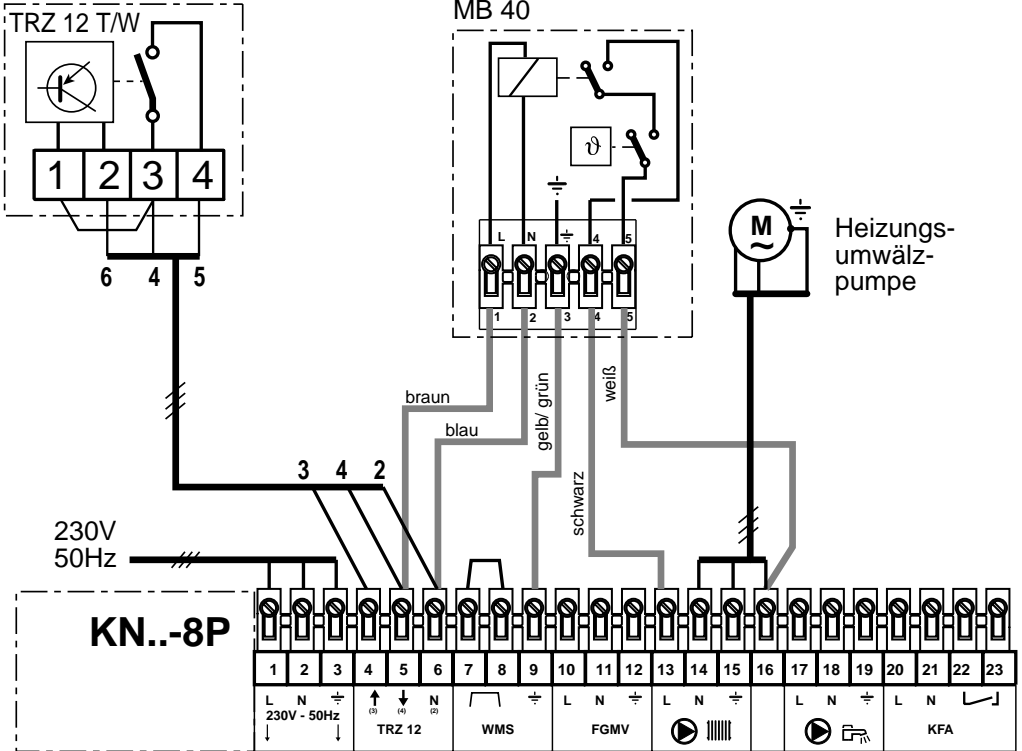 TRZ 12 T/W
1 2 3 4
6 4 5
MB 40
ϑ
L N 4 5
1 2 3 4 5
M
~
Heizungs-
umwälz-
pumpe
braun
blau
gelb/ grün
schwarz
weiß
3 4 2
230V
50Hz
KN..-8P
1 2 3 4 5 6 7 8 9 10 11 12 13 14 15 16 17 18 19 20 21 22 23
L N
230V - 50Hz
N
(3) (4) (2)
TRZ 12
WMS
L N
FGMV
L N
L N
L N
KFA